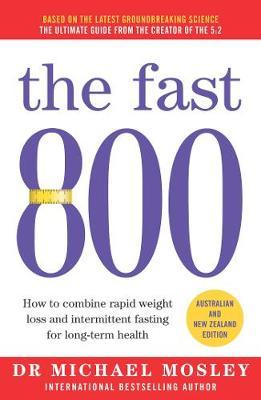 BASED ON THE LATEST GROUNDBREAKING SCIENCE
THE ULTIMATE GUIDE FROM THE CREATOR OF THE 5:2
the fast
800
How to combine rapid weight
loss and intermittent fasting
for long-term health
AUSTRALIAN
AND
NEW ZEALAND
EDITION
DR MICHAEL MOSLEY
INTERNATIONAL BESTSELLING AUTHOR